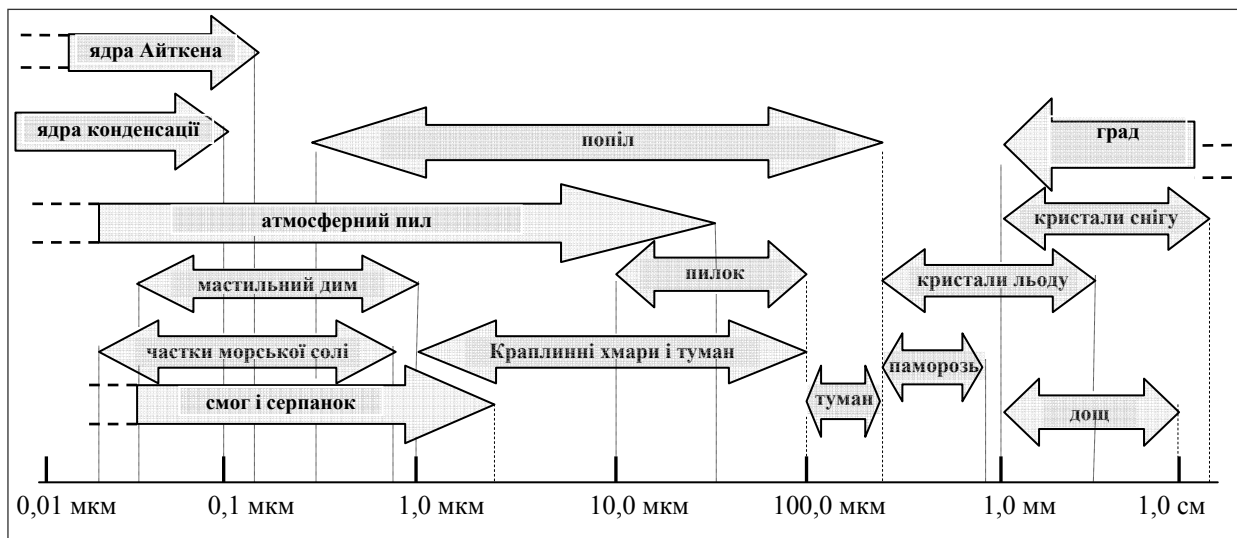 ядра Айткена
ядра конденсації
попіл
град
атмосферний пил
кристали снігу
мастильний дим
пилок
кристали льоду
частки морської солі
Краплинні хмари і туман
паморозь
смог і серпанок
туман
дощ
0,01 мкм 0,1 мкм 1,0 мкм 10,0 мкм 100,0 мкм 1,0 мм 1,0 см